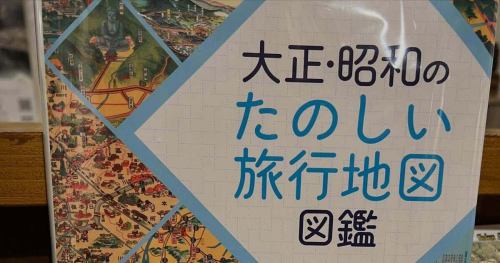 大正・昭和の
たのしい
旅行地図
図鑑